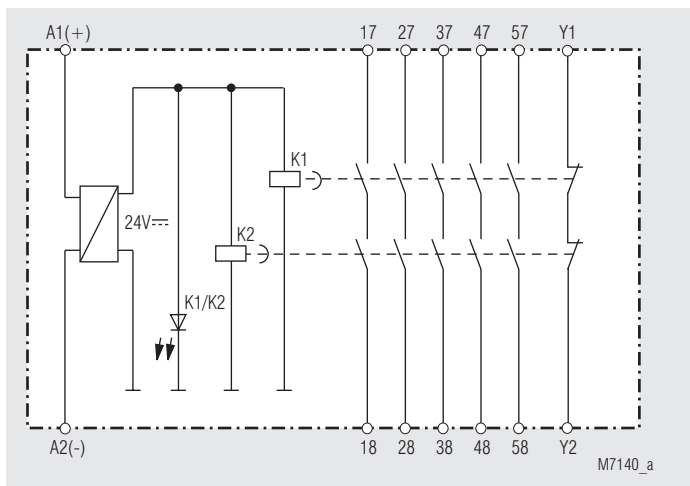 A1(+) 17 27 37 47 57 Y1
K1
24V
K2
K1/K2
A2(-) 18 28 38 48 58 Y2
M7140_a